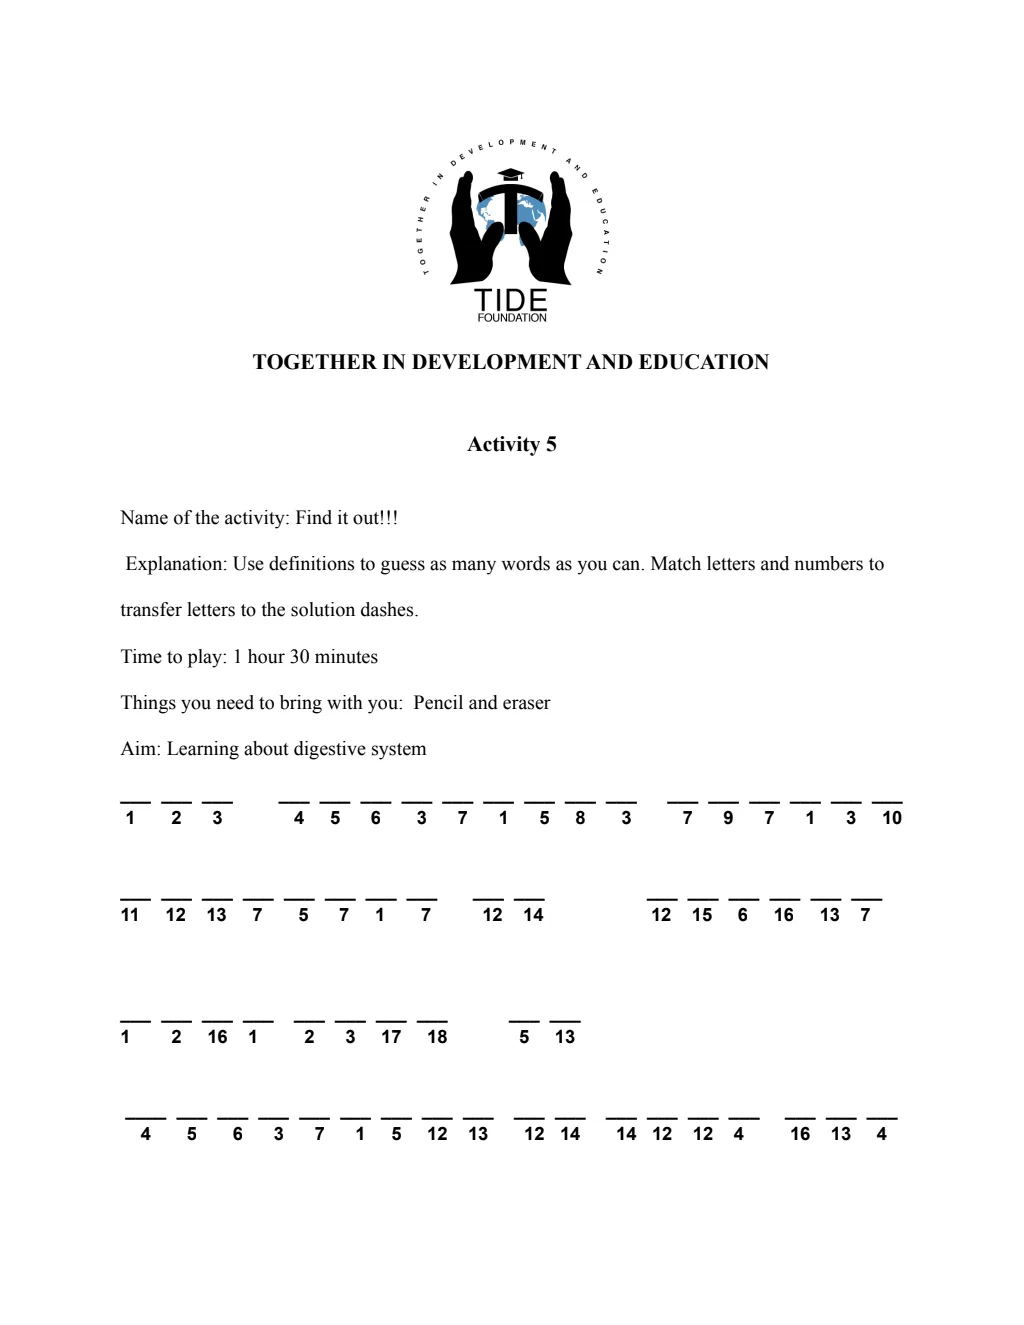 TOGETHER IN DEVELOPMENT AND EDUCATION
TIDE
FOUNDATION
TOGETHER IN DEVELOPMENT AND EDUCATION
Activity 5
Name of the activity: Find it out!!!
Explanation: Use definitions to guess as many words as you can. Match letters and numbers to
transfer letters to the solution dashes.
Time to play: 1 hour 30 minutes
Things you need to bring with you: Pencil and eraser
Aim: Learning about digestive system
1 2 3 4 5 6 3 7 1 5 8 3 7 9 7 1 3 10
11 12 13 7 5 7 1 7 12 14 12 15 6 16 13 7
1 2 16 1 2 3 17 18 5 13
4 5 6 3 7 1 5 12 13 12 14 14 12 12 4 16 13 4